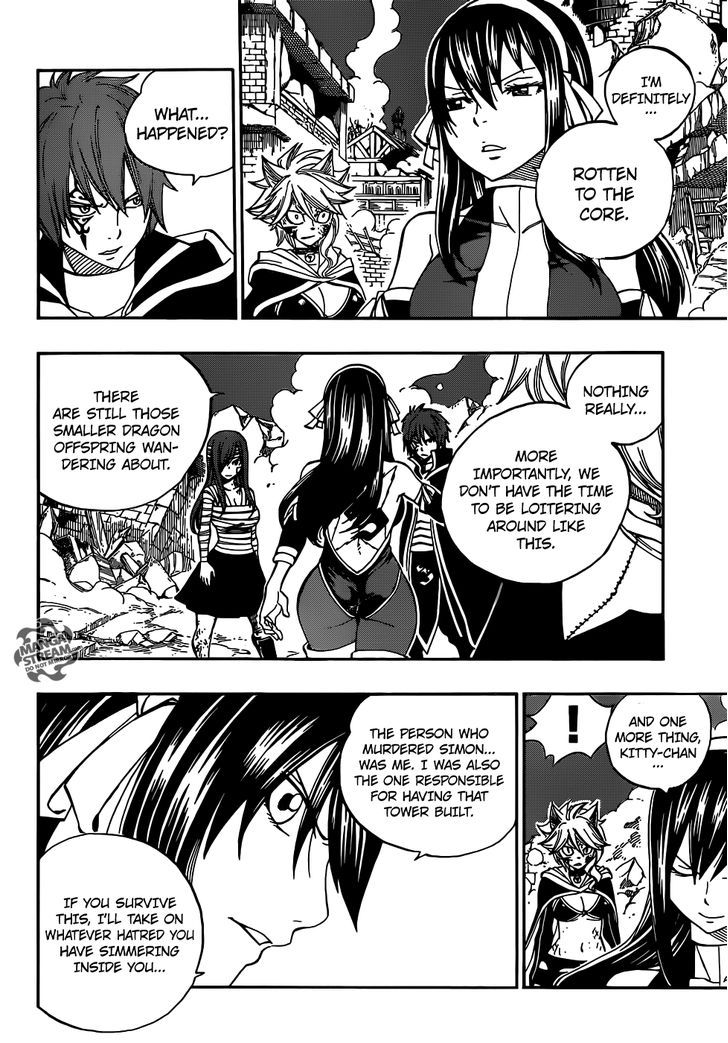 I'M
DEFINITELY
...
ROTTEN
TO THE
CORE.
WHAT...
HAPPENED?
NOTHING
REALLY...
MORE
IMPORTANTLY, WE
DON'T HAVE THE TIME
TO BE LOITERING
AROUND LIKE
THIS.
THERE
ARE STILL THOSE
SMALLER DRAGON
OFFSPRING WAN-
DERING ABOUT.
MANGA
STREAM
DO NOT MIRROR
AND ONE
MORE THING,
KITTY-CHAN
...
!
THE PERSON WHO
MURDERED SIMON...
WAS ME. I WAS ALSO
THE ONE RESPONSIBLE
FOR HAVING THAT
TOWER BUILT.
IF YOU SURVIVE
THIS, I'LL TAKE ON
WHATEVER HATRED YOU
HAVE SIMMERING
INSIDE YOU...